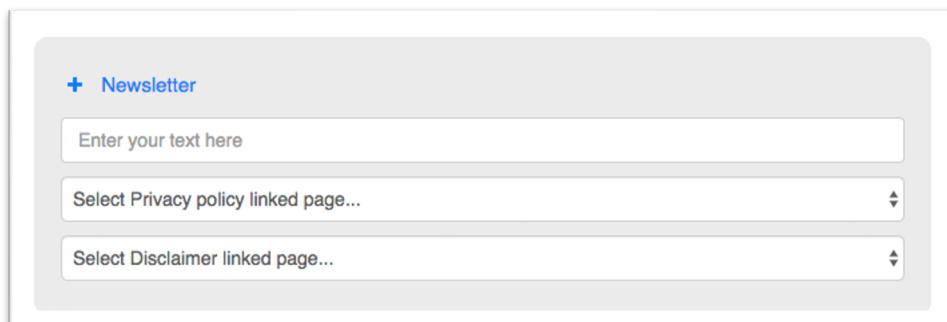 + Newsletter
Enter your text here
Select Privacy policy linked page...
Select Disclaimer linked page...